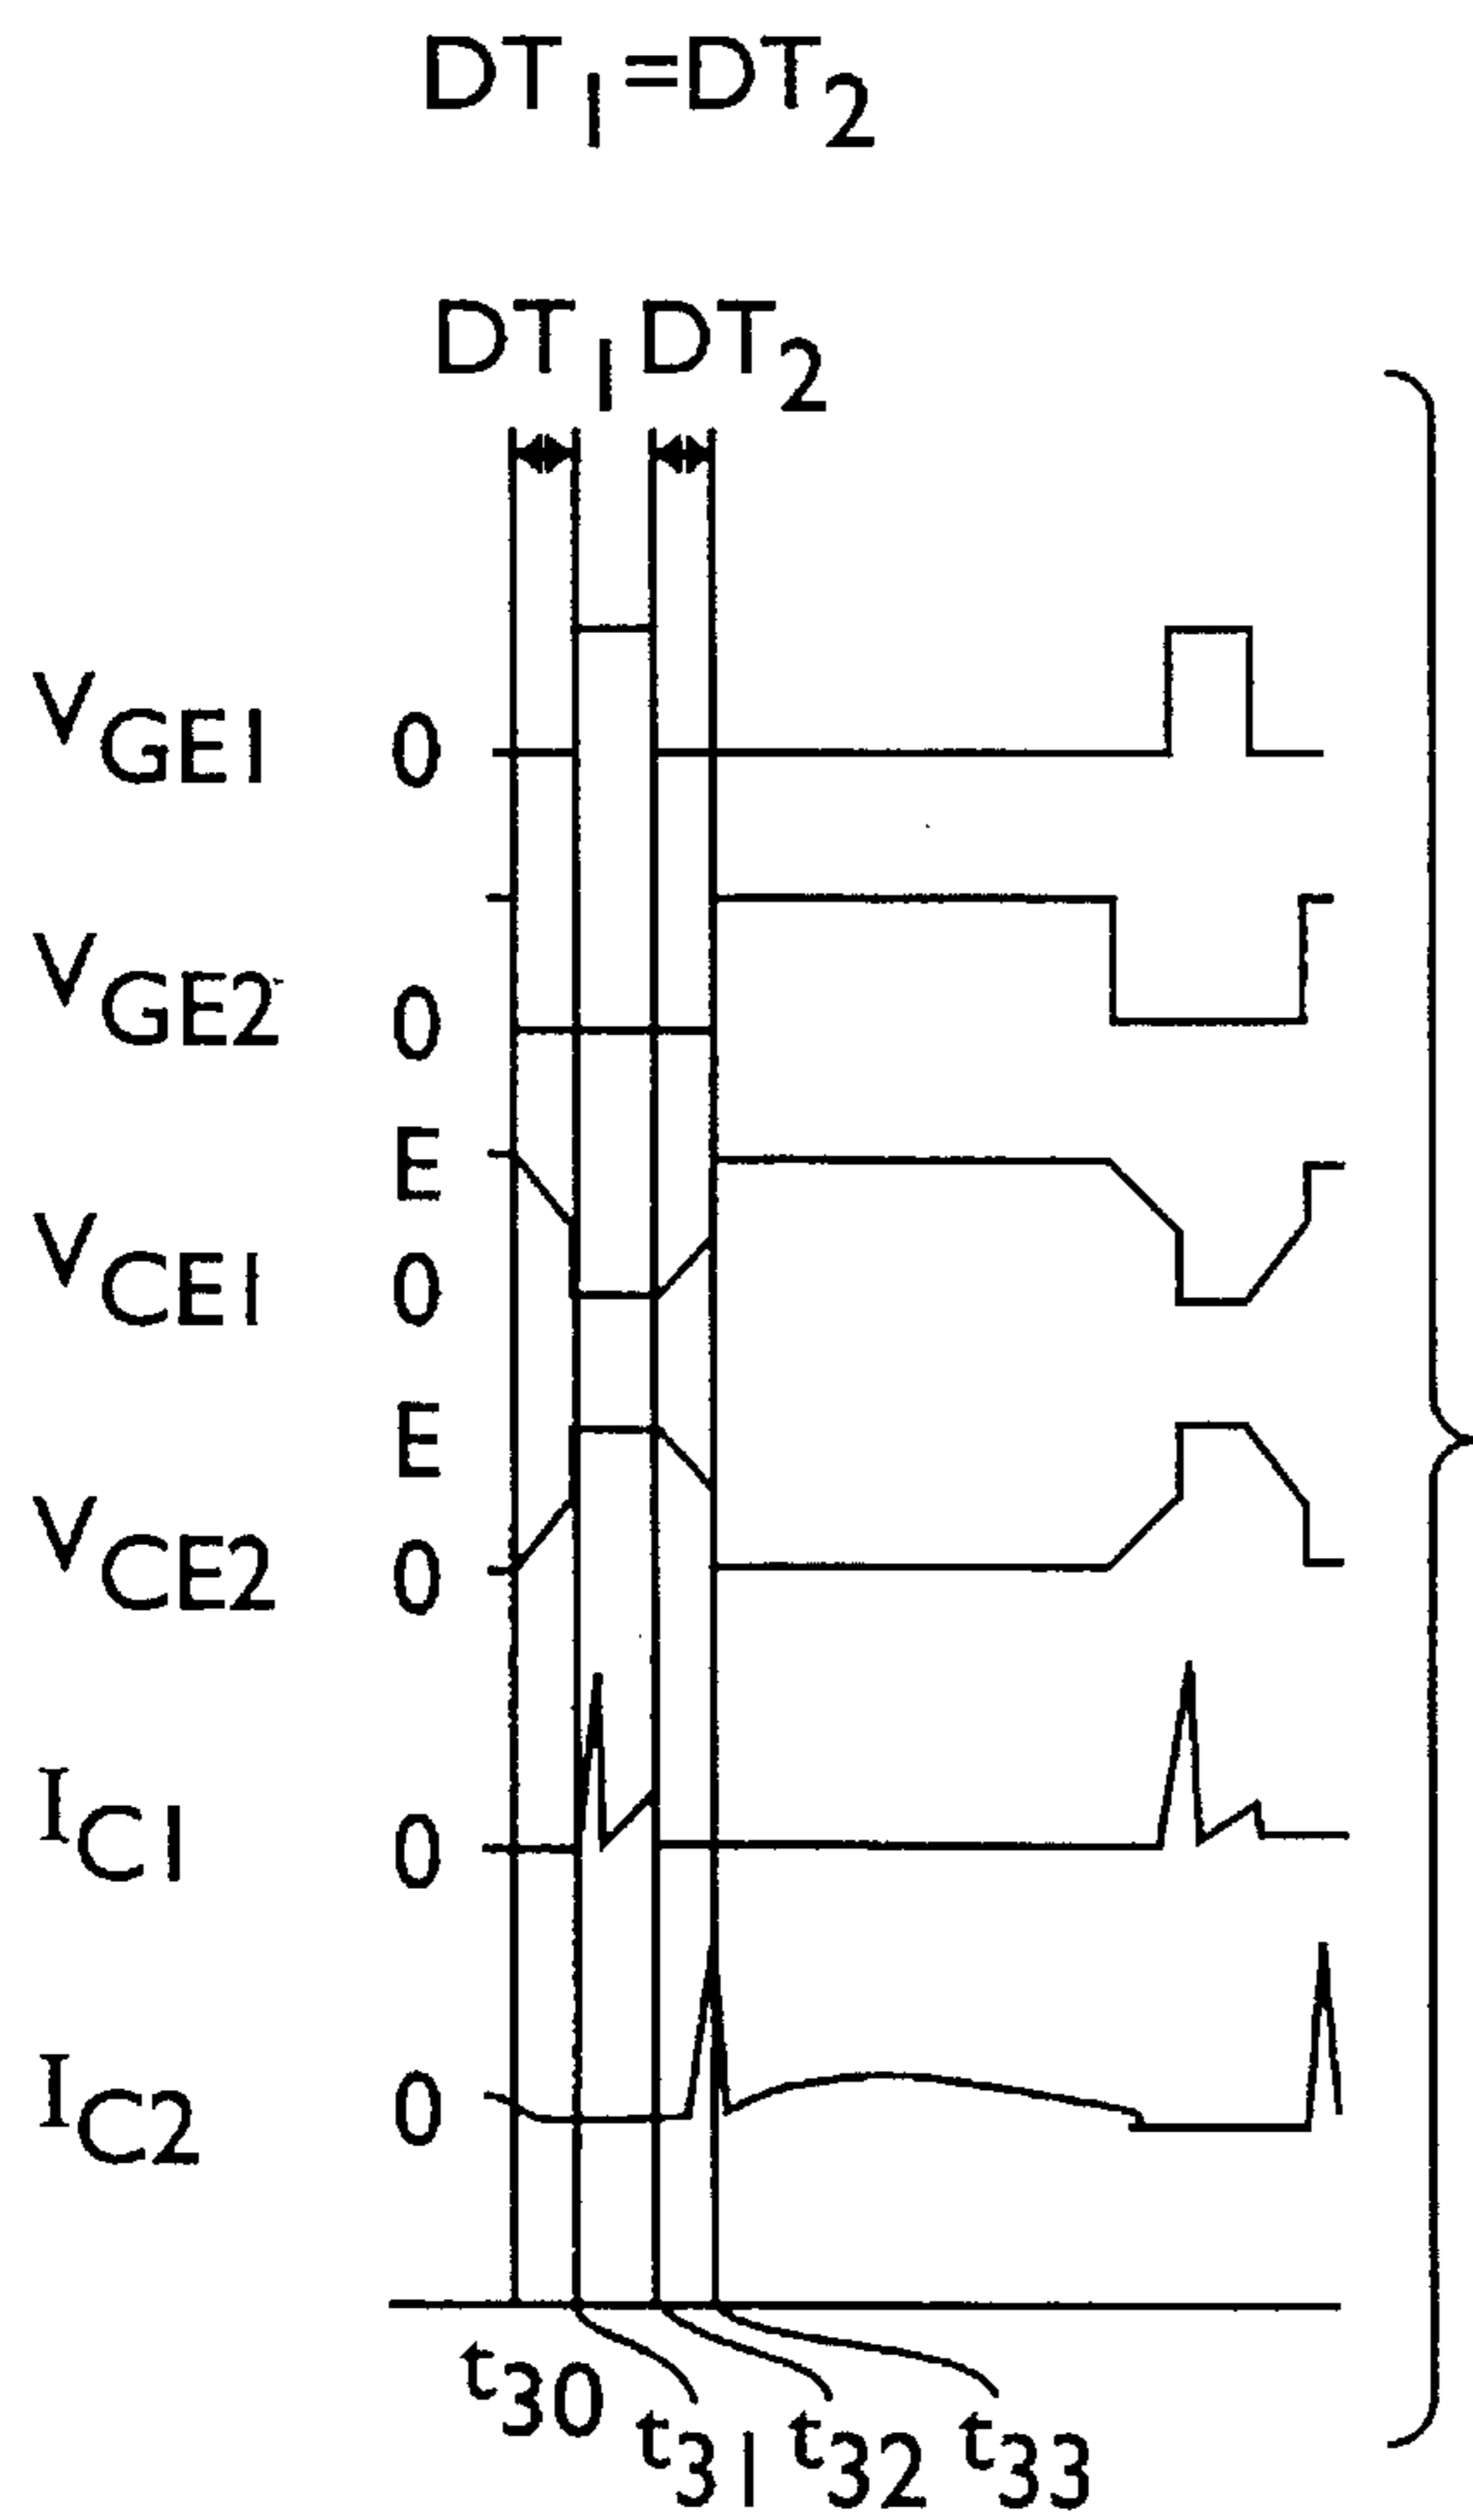 DT1=DT2
DT1 DT2
VGE1 0
VGE2 0
E
VCE1 0
E
VCE2 0
IC1 0
IC2 0
t30 t31 t32 t33